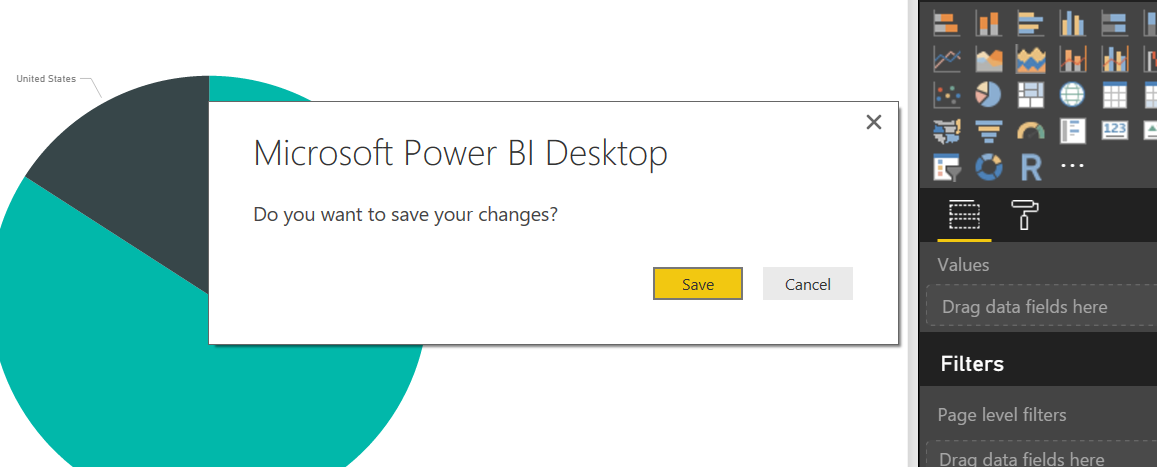 United States
Microsoft Power BI Desktop
Do you want to save your changes?
Save
Cancel
123
R
Values
Drag data fields here
Filters
Page level filters
Drag data fields here